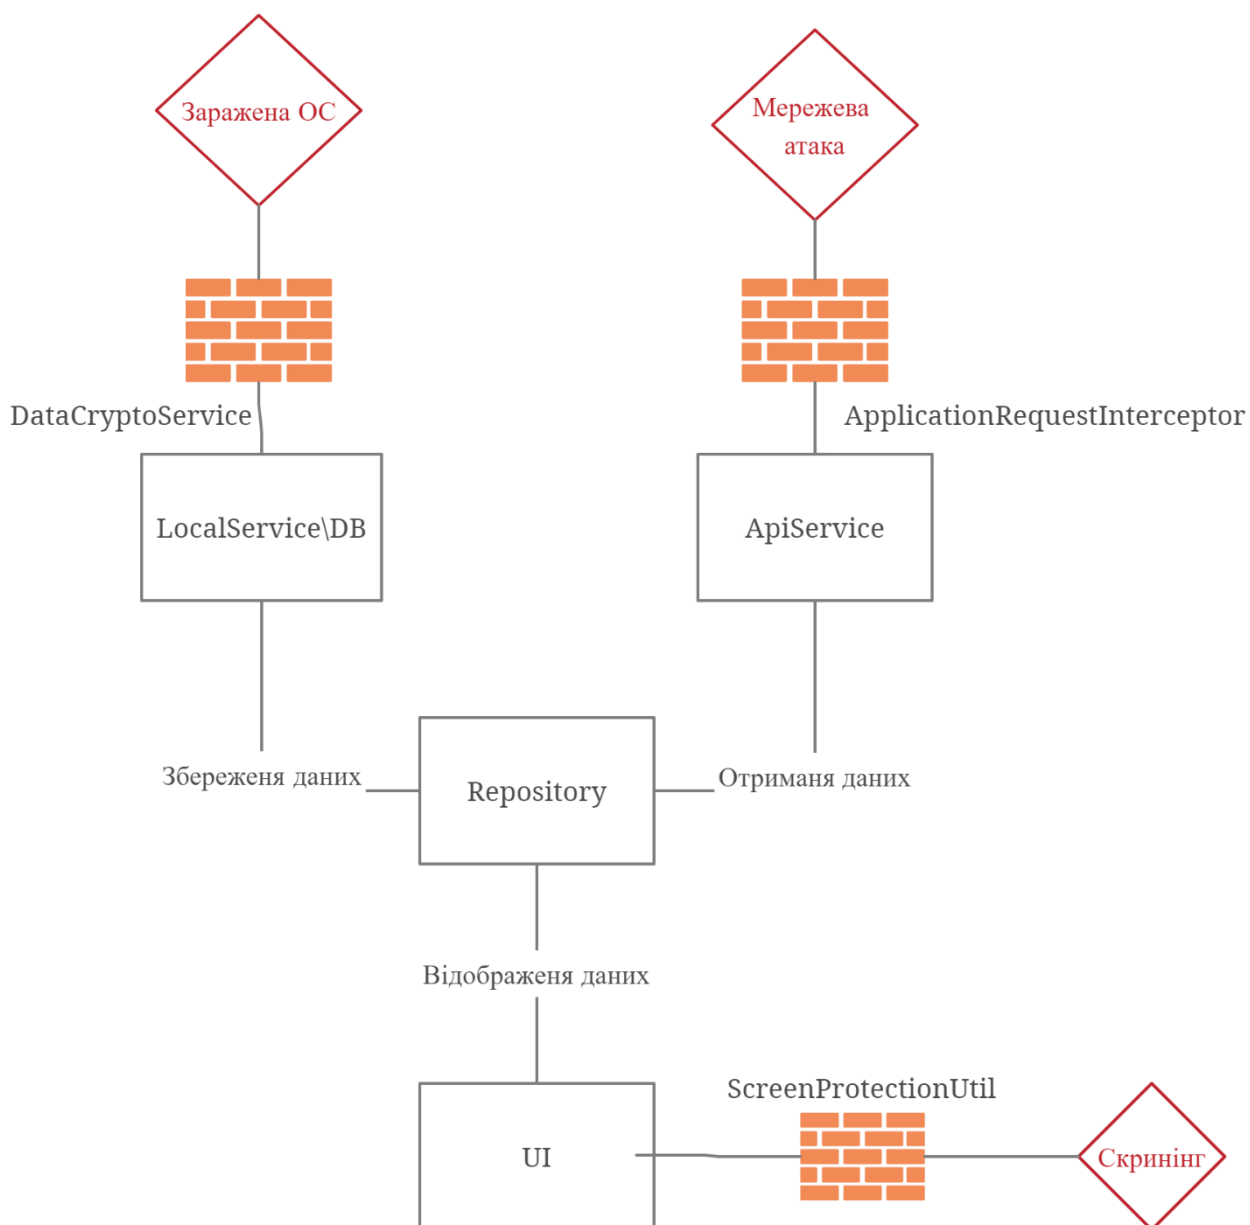 Заражена ОС
Мережева
атака
DataCryptoService
ApplicationRequestInterceptor
LocalService\DB
ApiService
Збереженя даних
Repository
Отриманя даних
Відображеня даних
ScreenProtectionUtil
UI
Скринінг